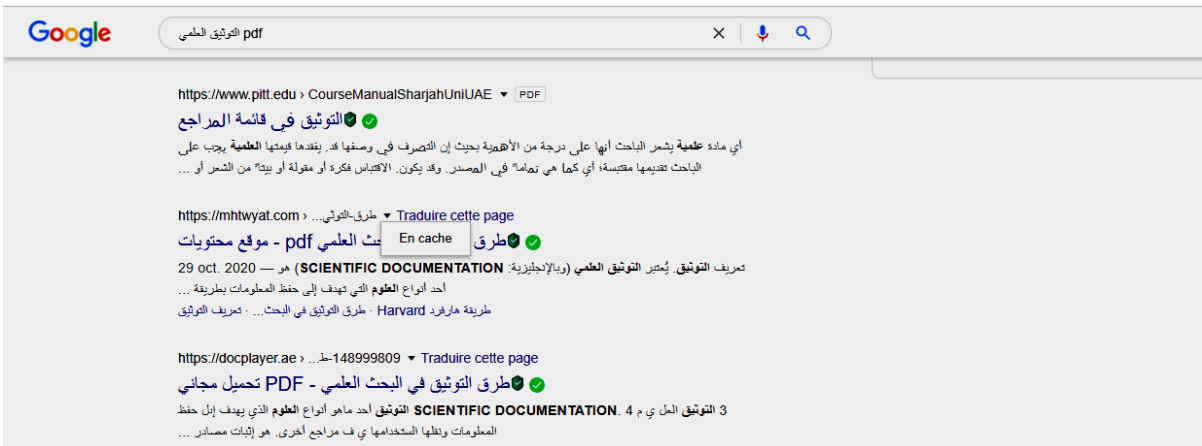 Google
التوثيق العلمي pdf
https://www.pitt.edu › CourseManualSharjahUniUAE PDF
التوثيق في قائمة المراجع
أي مادة علمية يشعر الباحث أنها على درجة من الأهمية بحيث إن التصرف في وصفها قد. يفقدها قيمتها العلمية يجب على
الباحث تقديمها مقتبسة؛ أي كما هي تماما ً في المصدر. وقد يكون. الاقتباس فكرة أو مقولة أو بيتا ً من الشعر أو ...
https://mhtwyat.com › ...طرق-التوثي Traduire cette page
En cache
طرق حث العلمي pdf - موقع محتويات
29 oct. 2020 — تعريف التوثيق. يُعتبر التوثيق العلمي (وبالإنجليزية: SCIENTIFIC DOCUMENTATION) هو
أحد أنواع العلوم التي تهدف إلى حفظ المعلومات بطريقة ...
طريقة هارفرد Harvard · طرق التوثيق في البحث... · تعريف التوثيق
https://docplayer.ae › ...ط-148999809 Traduire cette page
طرق التوثيق في البحث العلمي - PDF تحميل مجاني
3 التوثيق العل ي م 4 .SCIENTIFIC DOCUMENTATION التوثيق أحد ماهو أنواع العلوم الذي يهدف إىل حفظ
المعلومات ونقلها استخدامها ي ف مراجع أخرى. هو إثبات مصادر ...